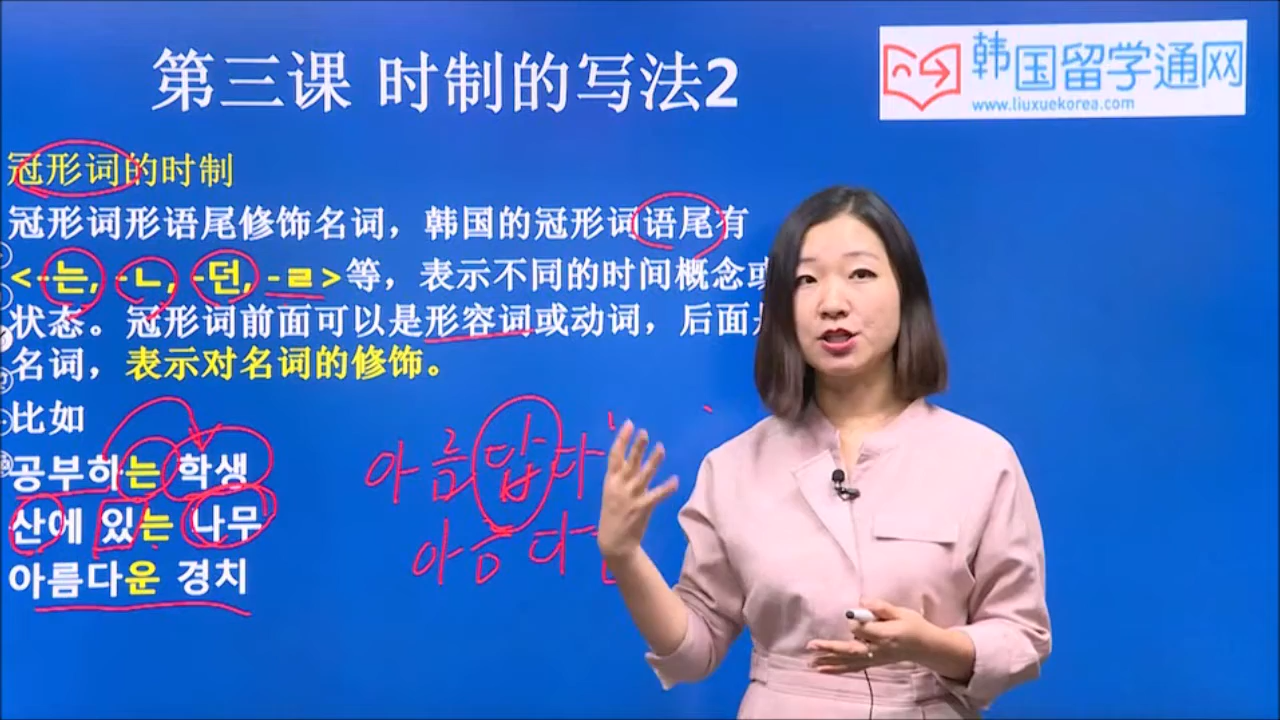 第三课 时制的写法2
韩国留学通网
www.liuxuekorea.com
冠形词的时制
冠形词形语尾修饰名词，韩国的冠形词语尾有
<-는, -ㄴ, -던, -ㄹ>等，表示不同的时间概念或
状态。冠形词前面可以是形容词或动词，后面
名词，表示对名词的修饰。
比如
공부하는 학생
산에 있는 나무
아름다운 경치
아름답다
아름다